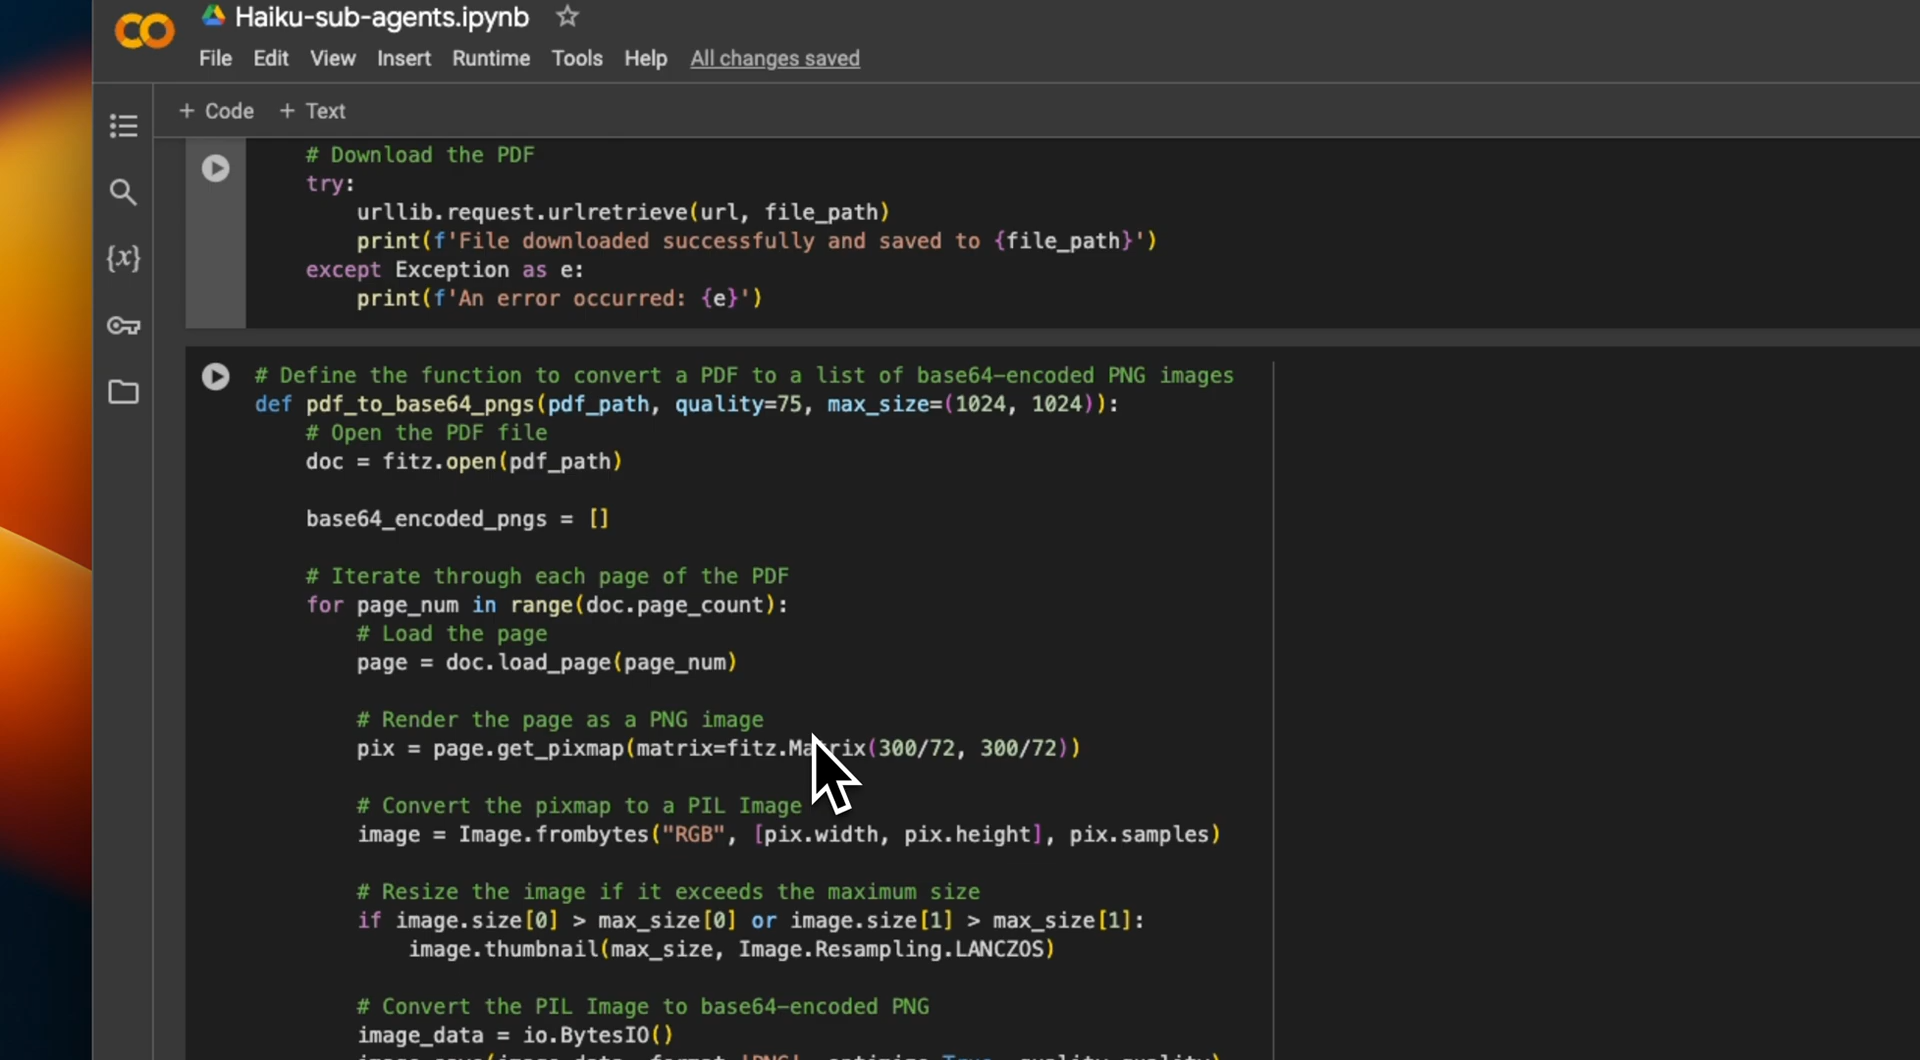 Haiku-sub-agents.ipynb
File Edit View Insert Runtime Tools Help All changes saved
+ Code + Text
# Download the PDF
try:
urllib.request.urlretrieve(url, file_path)
print(f'File downloaded successfully and saved to {file_path}')
except Exception as e:
print(f'An error occurred: {e}')
{x}
# Define the function to convert a PDF to a list of base64-encoded PNG images
def pdf_to_base64_pngs(pdf_path, quality=75, max_size=(1024, 1024)):
# Open the PDF file
doc = fitz.open(pdf_path)
base64_encoded_pngs = []
# Iterate through each page of the PDF
for page_num in range(doc.page_count):
# Load the page
page = doc.load_page(page_num)
# Render the page as a PNG image
pix = page.get_pixmap(matrix=fitz.Matrix(300/72, 300/72))
# Convert the pixmap to a PIL Image
image = Image.frombytes("RGB", [pix.width, pix.height], pix.samples)
# Resize the image if it exceeds the maximum size
if image.size[0] > max_size[0] or image.size[1] > max_size[1]:
image.thumbnail(max_size, Image.Resampling.LANCZOS)
# Convert the PIL Image to base64-encoded PNG
image_data = io.BytesIO()